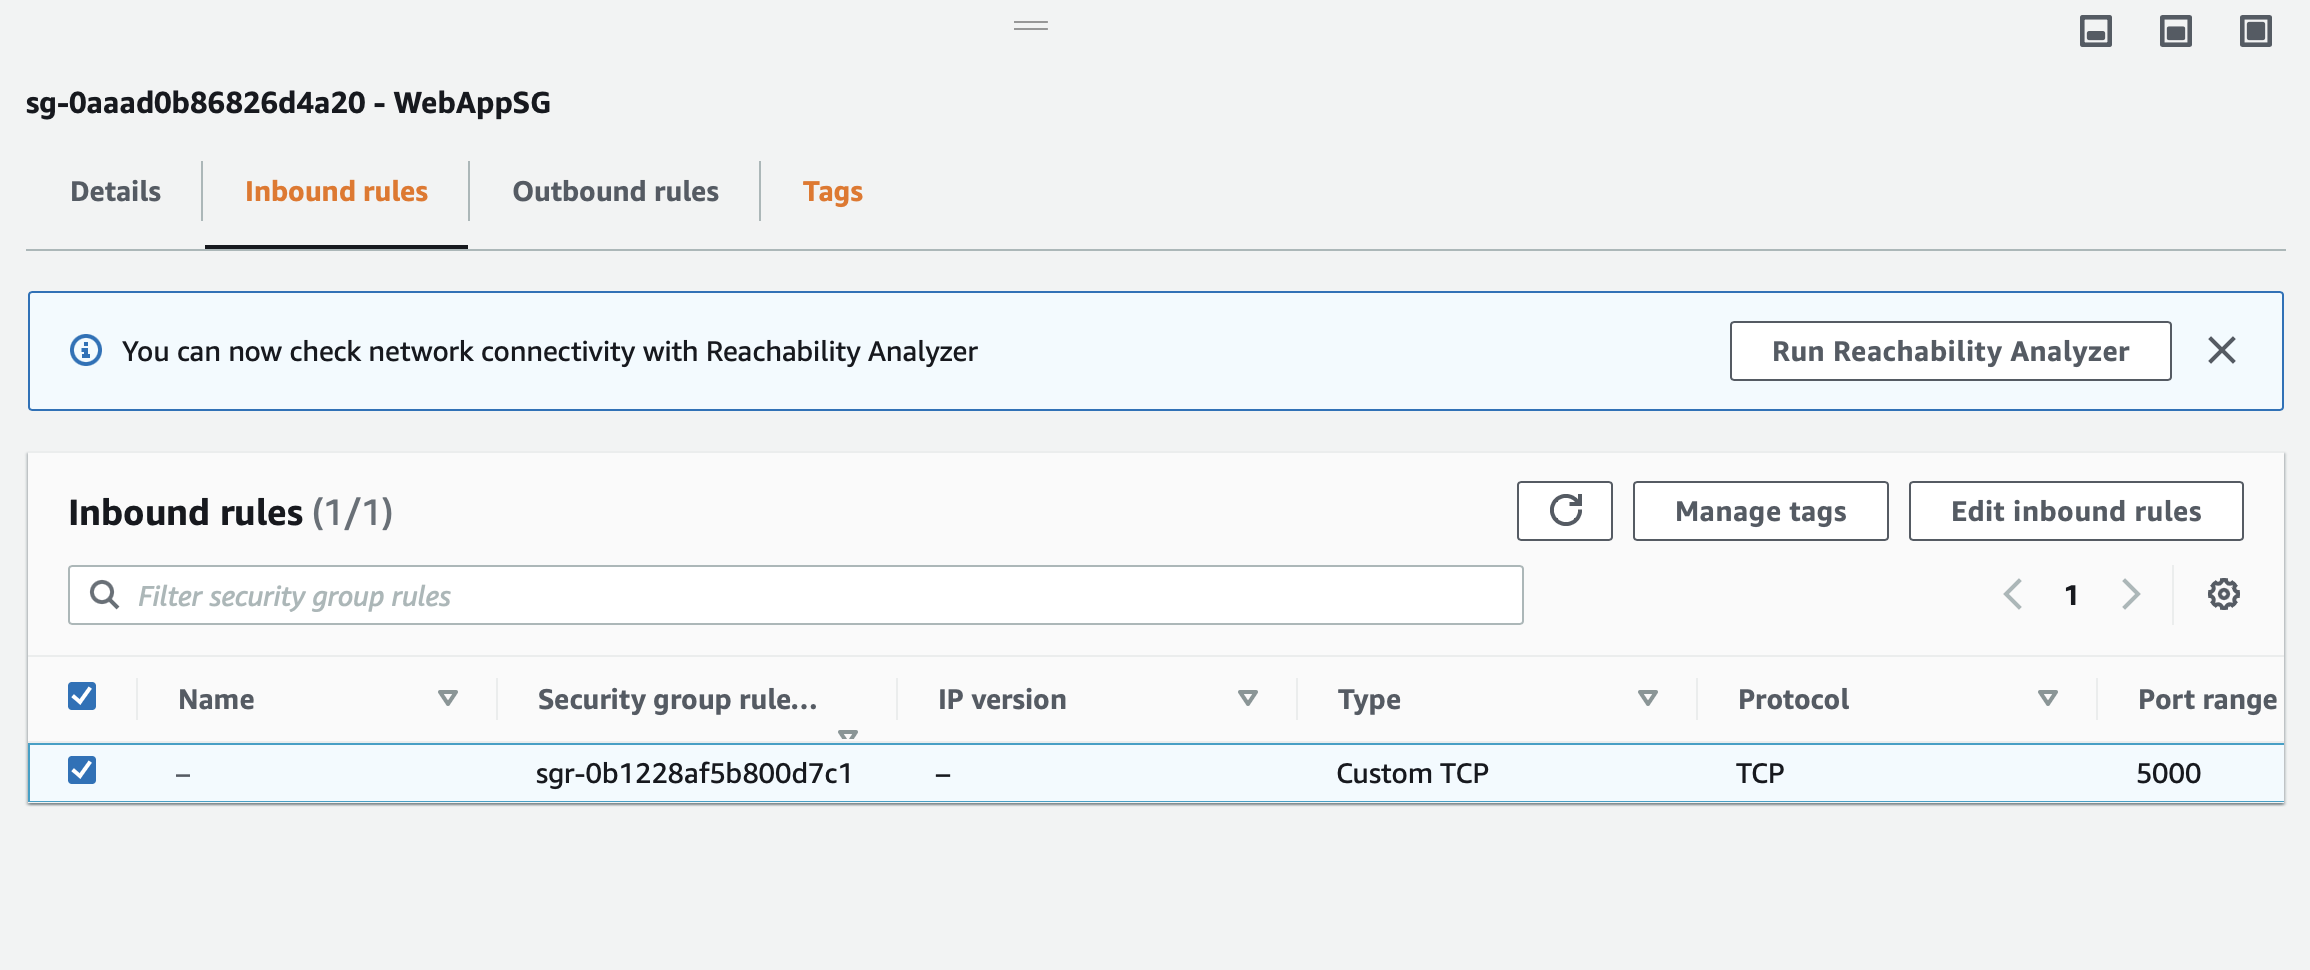 sg-0aaad0b86826d4a20 - WebAppSG
Details
Inbound rules
Outbound rules
Tags
You can now check network connectivity with Reachability Analyzer
Run Reachability Analyzer
Inbound rules (1/1)
Manage tags
Edit inbound rules
Filter security group rules
1
Name
Security group rule...
IP version
Type
Protocol
Port range
–
sgr-0b1228af5b800d7c1
–
Custom TCP
TCP
5000